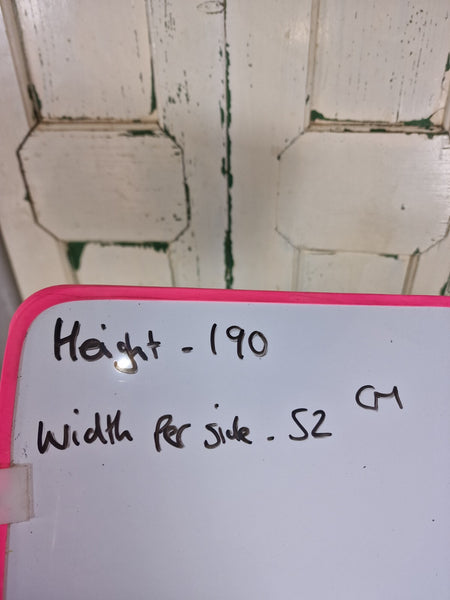 Height - 190
Width Per side - 52 CM